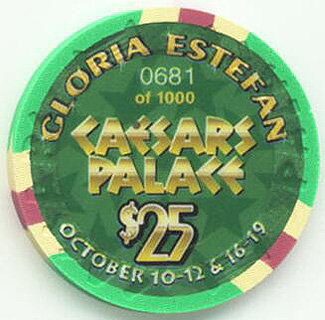 GLORIA ESTEFAN
0681
of 1000
CAESARS
PALACE
$25
OCTOBER 10-12 & 16-19